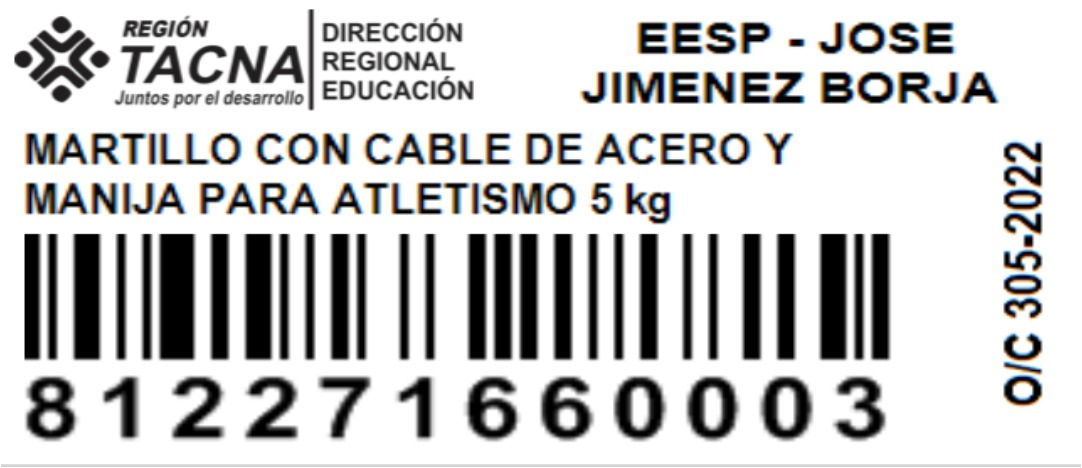 REGIÓN
TACNA
Juntos por el desarrollo
DIRECCIÓN
REGIONAL
EDUCACIÓN
EESP - JOSE
JIMENEZ BORJA
MARTILLO CON CABLE DE ACERO Y
MANIJA PARA ATLETISMO 5 kg
812271660003
O/C 305-2022